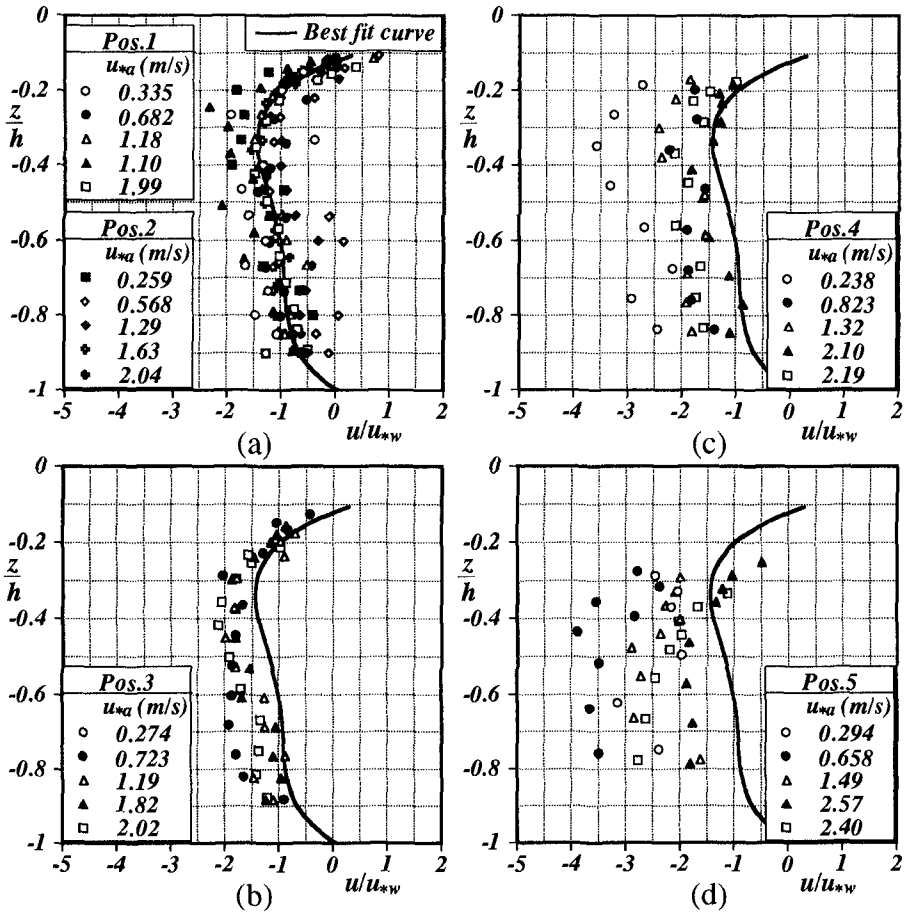 0
-0.2
-0.4
-0.6
-0.8
-1
z/h
Pos.1
u*a (m/s)
0.335
0.682
1.18
1.10
1.99
Best fit curve
Pos.2
u*a (m/s)
0.259
0.568
1.29
1.63
2.04
-5 -4 -3 -2 -1 0 1 2
(a) u/u*w
0
-0.2
-0.4
-0.6
-0.8
-1
z/h
Pos.4
u*a (m/s)
0.238
0.823
1.32
2.10
2.19
-5 -4 -3 -2 -1 0 1 2
(c) u/u*w
0
-0.2
-0.4
-0.6
-0.8
-1
z/h
Pos.3
u*a (m/s)
0.274
0.723
1.19
1.82
2.02
-5 -4 -3 -2 -1 0 1 2
(b) u/u*w
0
-0.2
-0.4
-0.6
-0.8
-1
z/h
Pos.5
u*a (m/s)
0.294
0.658
1.49
2.57
2.40
-5 -4 -3 -2 -1 0 1 2
(d) u/u*w